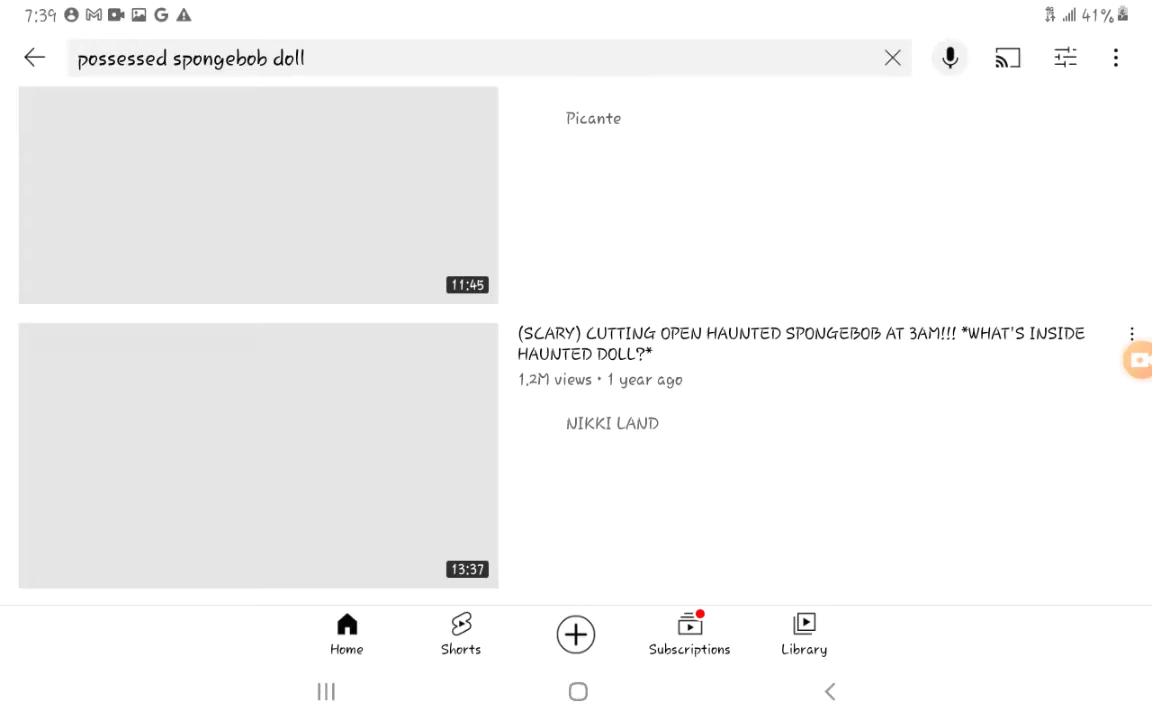 7:39
41%
possessed spongebob doll
Picante
11:45
(SCARY) CUTTING OPEN HAUNTED SPONGEBOB AT 3AM!!! *WHAT'S INSIDE
HAUNTED DOLL?*
1.2M views • 1 year ago
NIKKI LAND
13:37
Home
Shorts
Subscriptions
Library